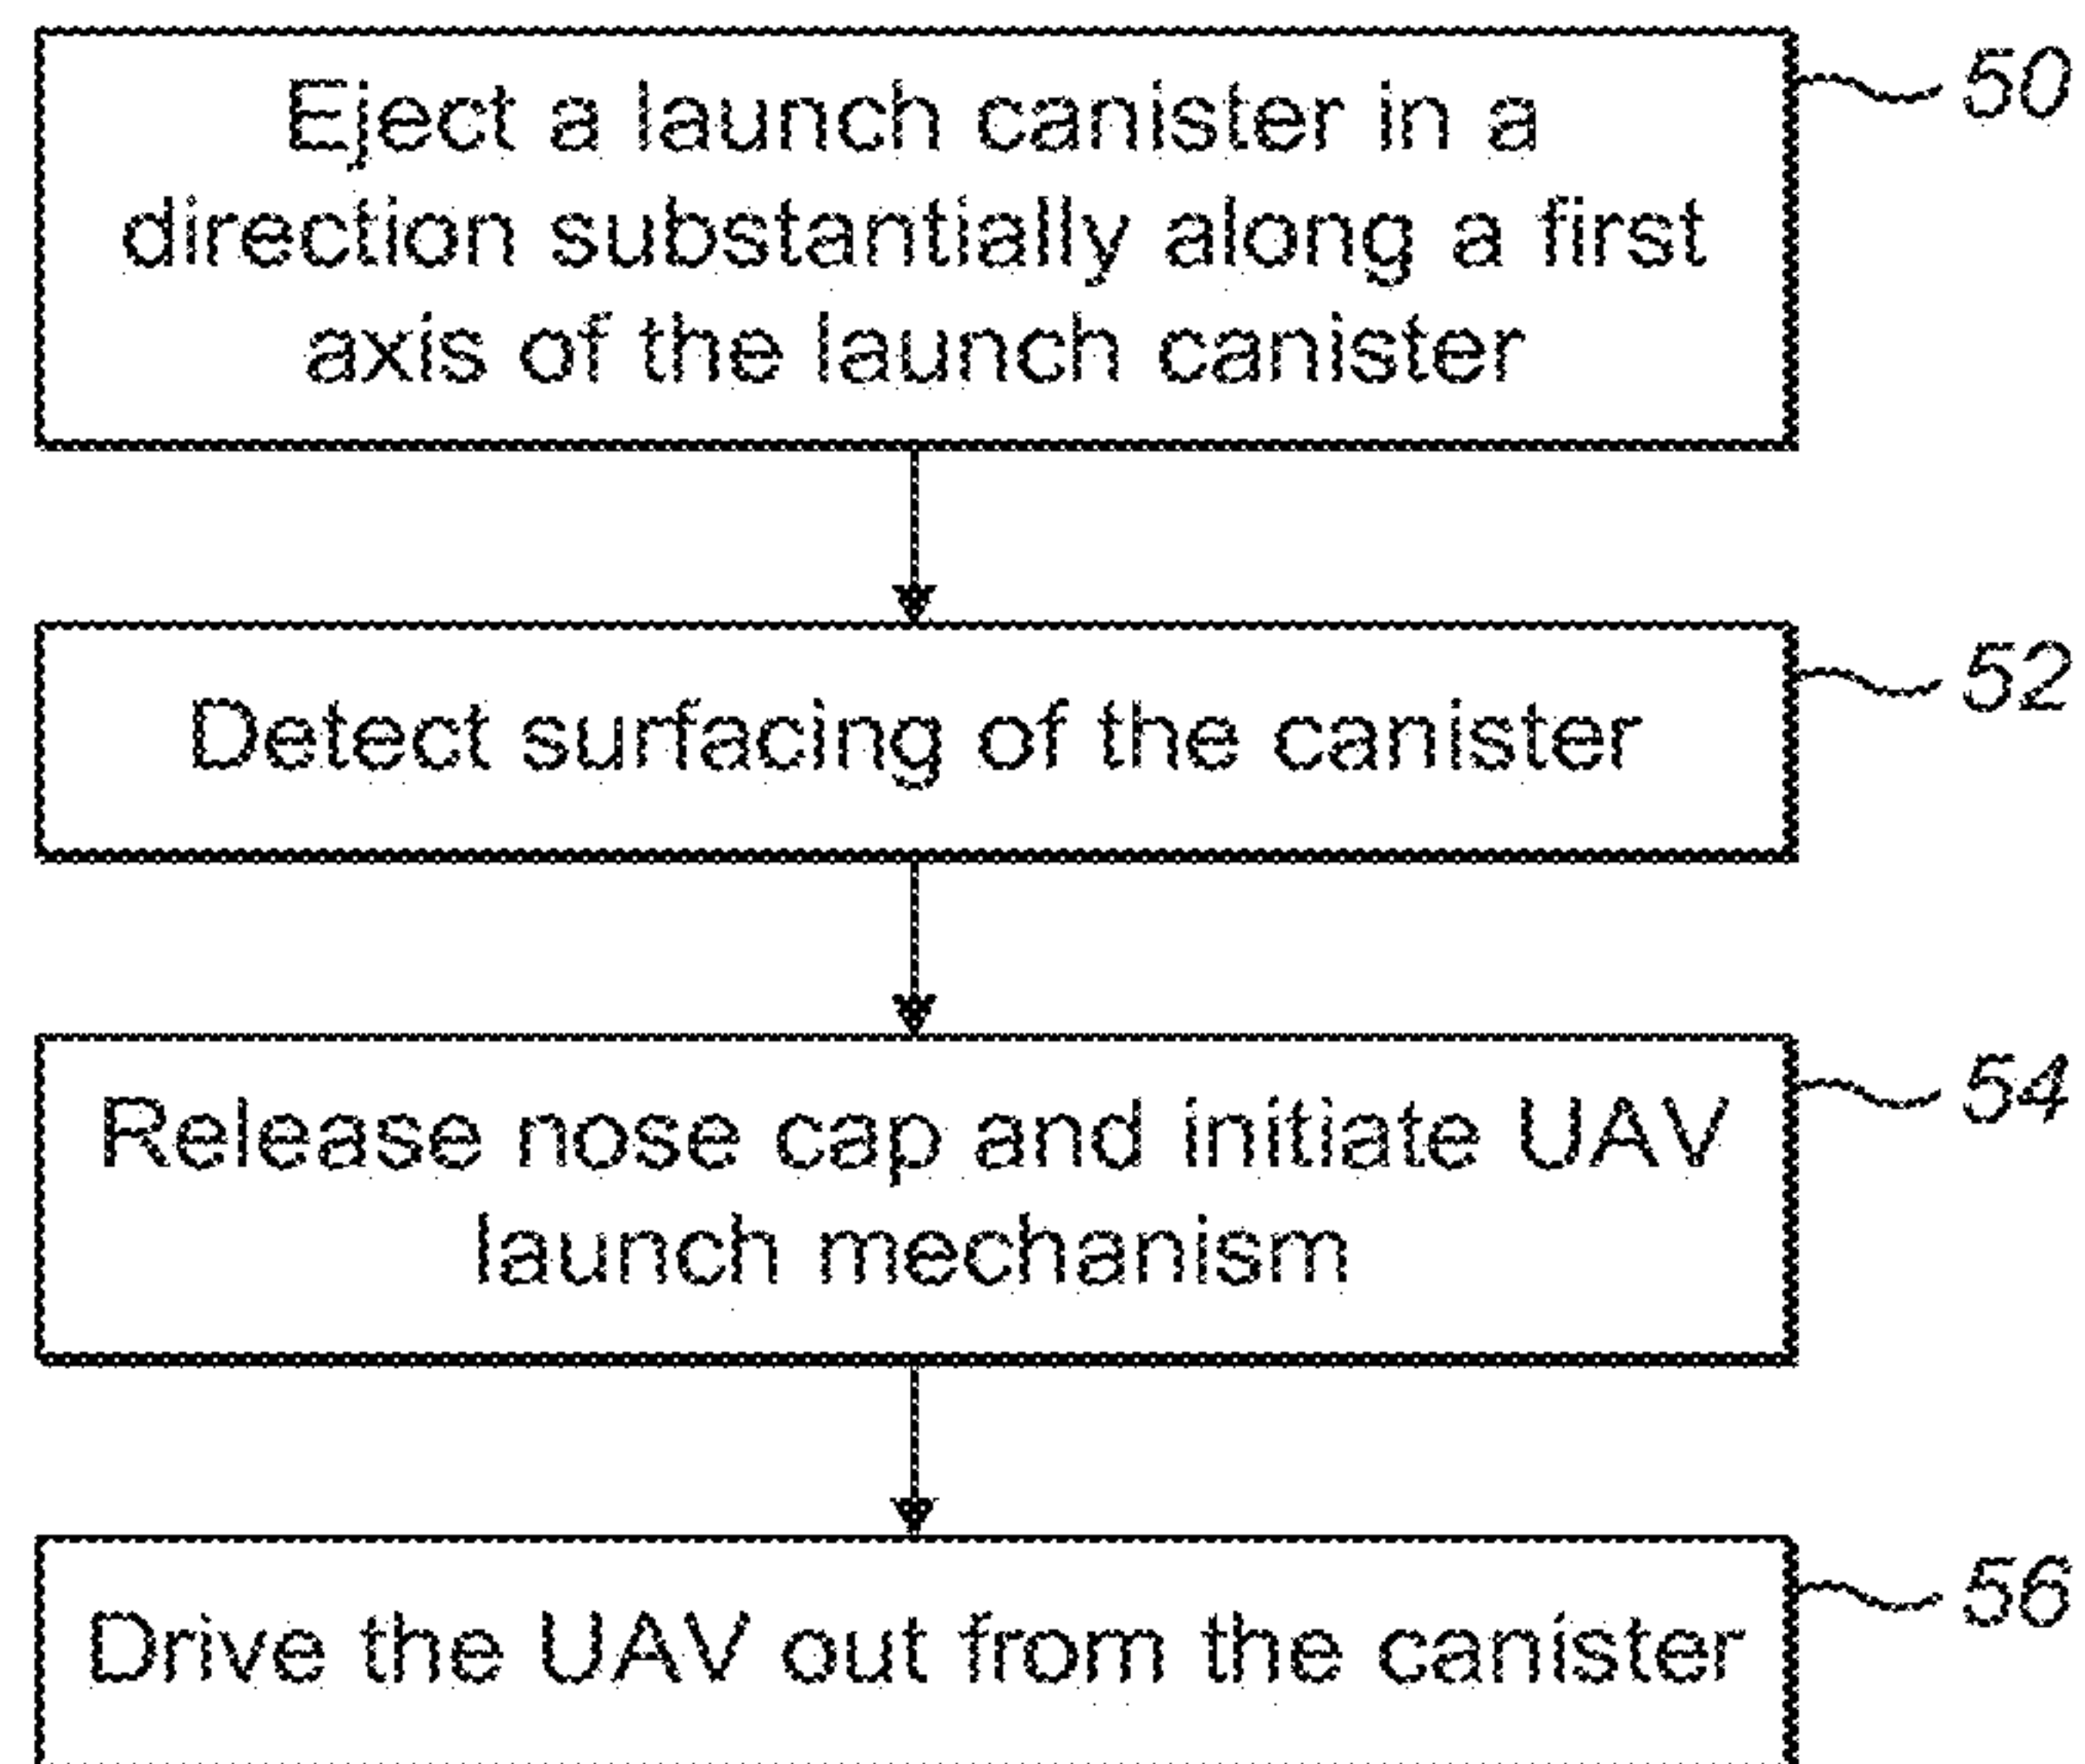 Eject a launch canister in a
direction substantially along a first
axis of the launch canister
50
Detect surfacing of the canister
52
Release nose cap and initiate UAV
launch mechanism
54
Drive the UAV out from the canister
56